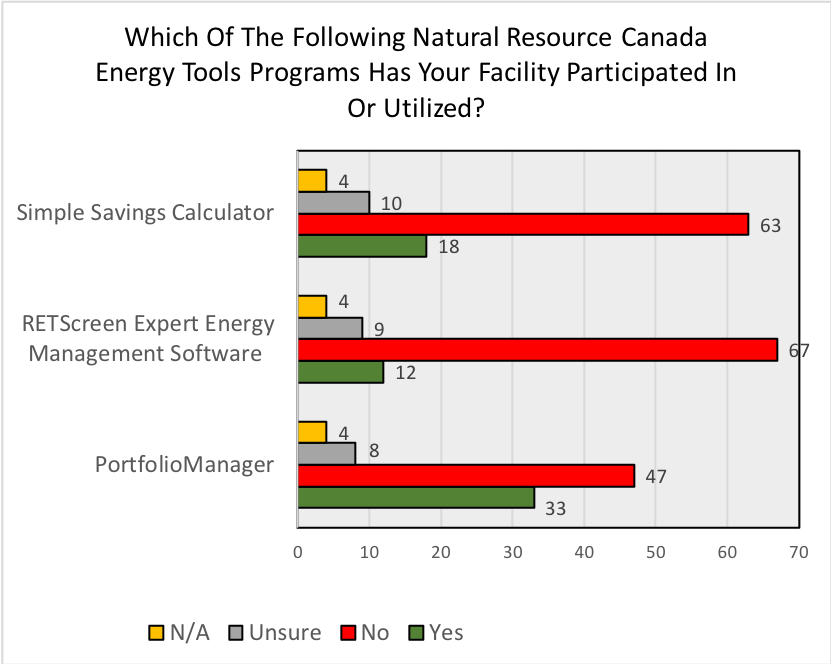 Which Of The Following Natural Resource Canada
Energy Tools Programs Has Your Facility Participated In
Or Utilized?
Simple Savings Calculator
4
10
63
18
RETScreen Expert Energy
Management Software
4
9
67
12
PortfolioManager
4
8
47
33
0 10 20 30 40 50 60 70
N/A Unsure No Yes